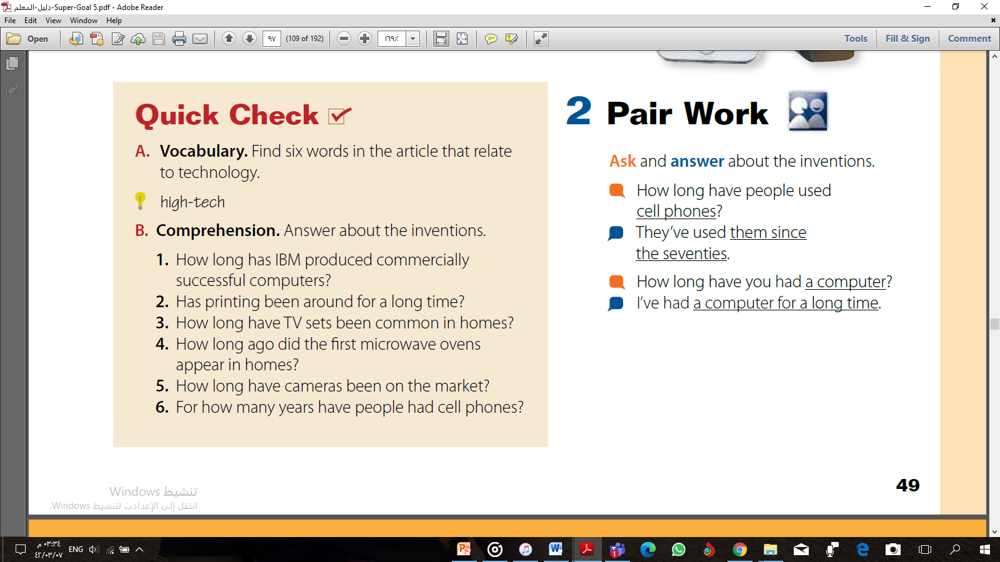 دليل-المعلم-Super-Goal 5.pdf - Adobe Reader
File Edit View Window Help
Open ٩٧ (109 of 192) ١٦٩٪ Tools Fill & Sign Comment
Quick Check
A. Vocabulary. Find six words in the article that relate
to technology.
high-tech
B. Comprehension. Answer about the inventions.
1. How long has IBM produced commercially
successful computers?
2. Has printing been around for a long time?
3. How long have TV sets been common in homes?
4. How long ago did the first microwave ovens
appear in homes?
5. How long have cameras been on the market?
6. For how many years have people had cell phones?
2 Pair Work
Ask and answer about the inventions.
How long have people used
cell phones?
They've used them since
the seventies.
How long have you had a computer?
I've had a computer for a long time.
49
تنشيط Windows
انتقل إلى الإعدادت لتنشيط Windows.
٠٣:٣٤ م
٤٢/٠٣/٠٧
ENG
1